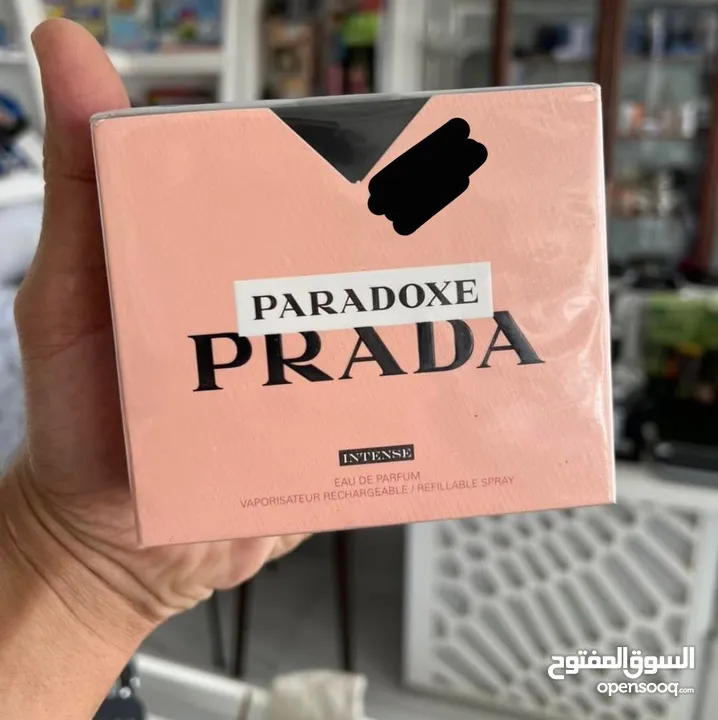 PARADOXE
PRADA
INTENSE
EAU DE PARFUM
VAPORISATEUR RECHARGEABLE / REFILLABLE SPRAY
السوق المفتوح
opensooq.com